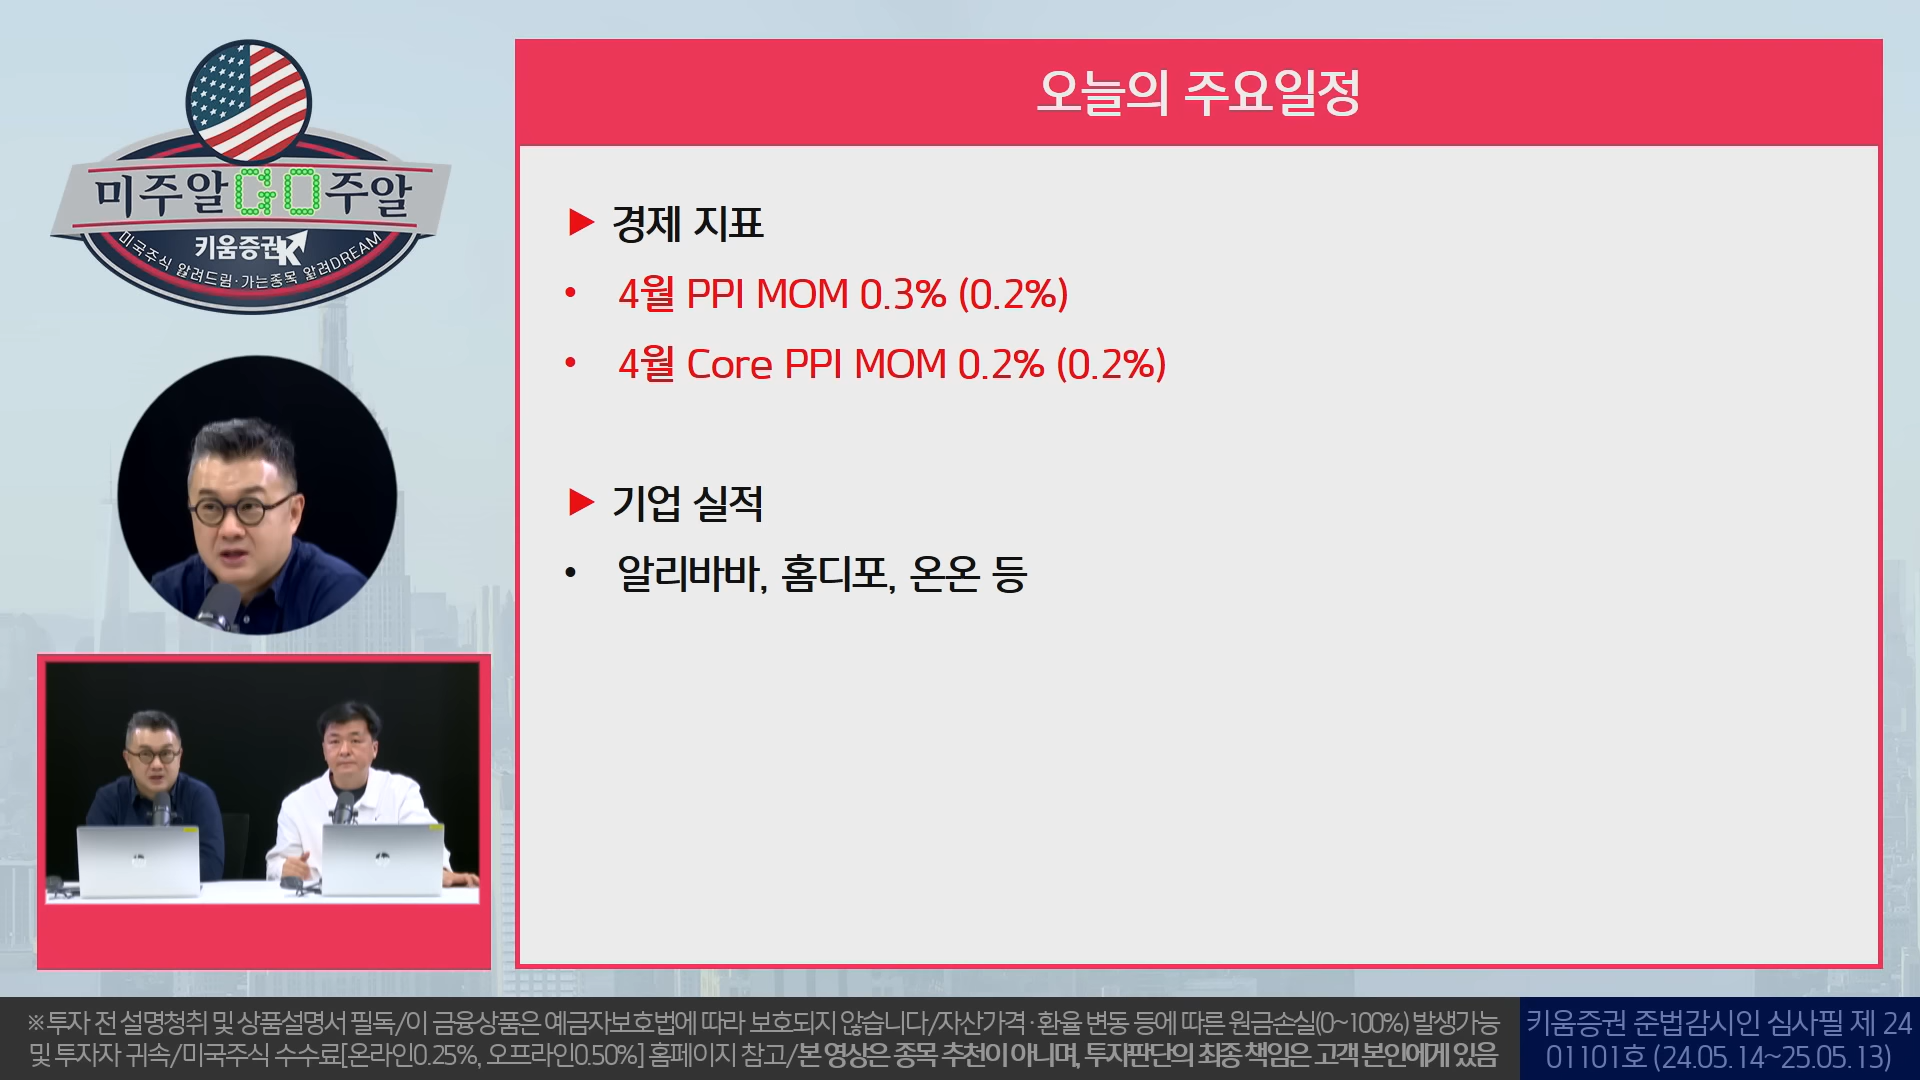 미주알GO주알
키움증권
미국주식 알려드림·가는종목 알려DREAM
오늘의 주요일정
▶ 경제 지표
• 4월 PPI MOM 0.3% (0.2%)
• 4월 Core PPI MOM 0.2% (0.2%)
▶ 기업 실적
• 알리바바, 홈디포, 온온 등
※투자 전 설명청취 및 상품설명서 필독/이 금융상품은 예금자보호법에 따라 보호되지 않습니다/자산가격·환율 변동 등에 따른 원금손실(0~100%) 발생가능
및 투자자 귀속/미국주식 수수료[온라인0.25%, 오프라인0.50%] 홈페이지 참고/본 영상은 종목 추천이 아니며, 투자판단의 최종 책임은 고객 본인에게 있음
키움증권 준법감시인 심사필 제 24
01101호 (24.05.14~25.05.13)